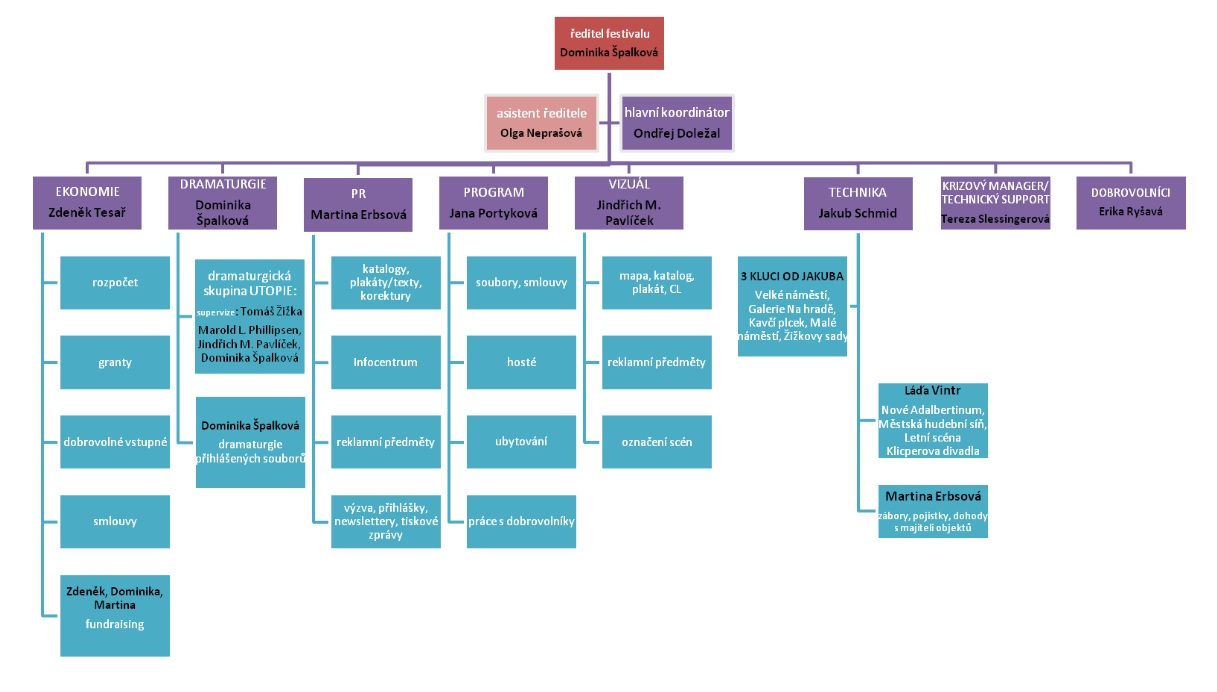 ředitel festivalu
Dominika Špalková
asistent ředitele
Olga Neprašová
hlavní koordinátor
Ondřej Doležal
EKONOMIE
Zdeněk Tesař
rozpočet
granty
dobrovolné vstupné
smlouvy
Zdeněk, Dominika,
Martina
fundraising
DRAMATURGIE
Dominika
Špalková
dramaturgická
skupina UTOPIE:
supervize: Tomáš Žižka
Marold L. Phillipsen,
Jindřich M. Pavlíček,
Dominika Špalková
Dominika Špalková
dramaturgie
přihlášených souborů
PR
Martina Erbsová
katalogy,
plakáty/texty,
korektury
Infocentrum
reklamní předměty
výzva, přihlášky,
newslettery, tiskové
zprávy
PROGRAM
Jana Portyková
soubory, smlouvy
hosté
ubytování
práce s dobrovolníky
VIZUÁL
Jindřich M.
Pavlíček
mapa, katalog,
plakát, CL
reklamní předměty
označení scén
TECHNIKA
Jakub Schmid
3 KLUCI OD JAKUBA
Velké náměstí,
Galerie Na hradě,
Kavčí plcek, Malé
náměstí, Žižkovy sady
Láďa Vintr
Nové Adalbertinum,
Městská hudební síň,
Letní scéna
Klicperova divadla
Martina Erbsová
zábory, pojistky, dohody
s majiteli objektů
KRIZOVÝ MANAGER/
TECHNICKÝ SUPPORT
Tereza Slessingerová
DOBROVOLNÍCI
Erika Ryšavá